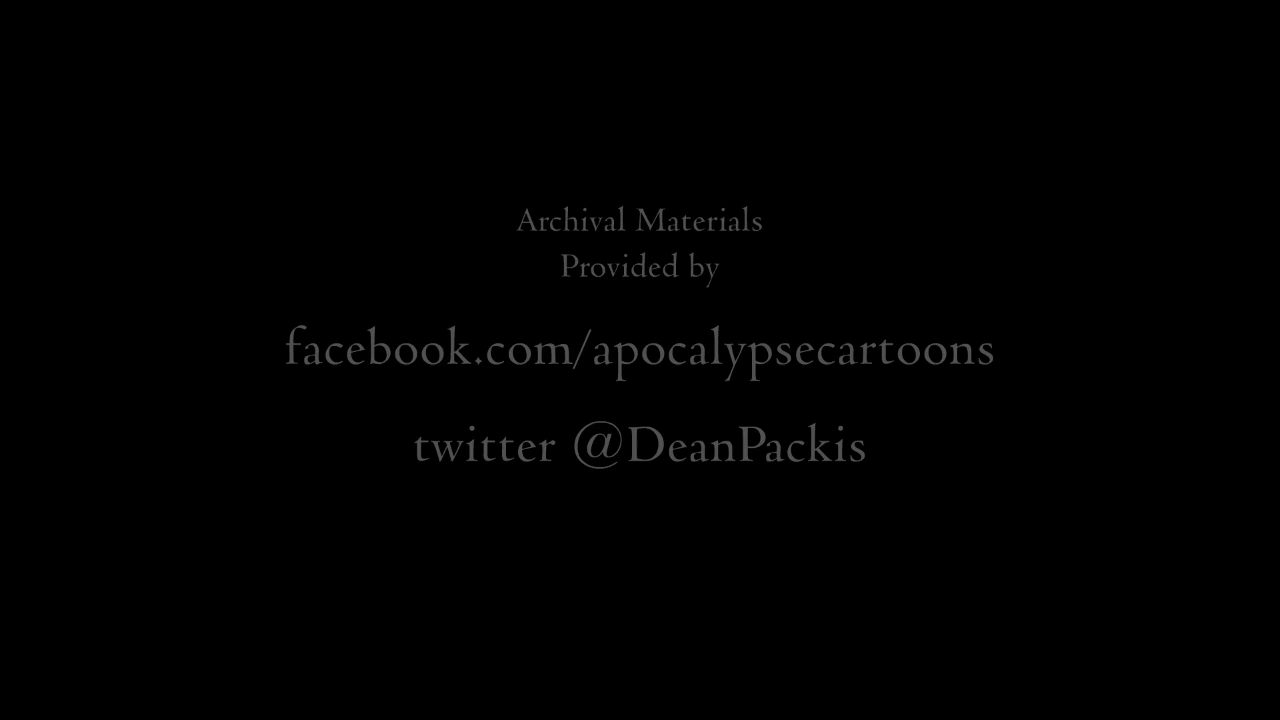 Archival Materials
Provided by
facebook.com/apocalypsecartoons
twitter @DeanPackis